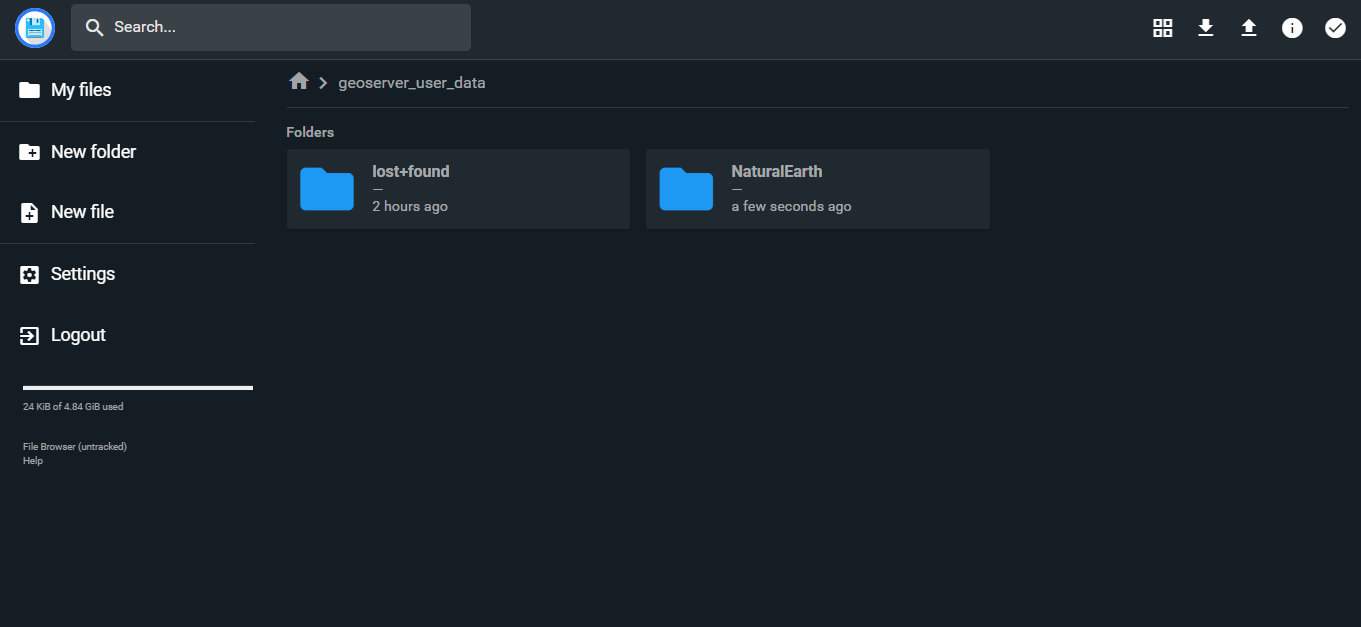 Search...
My files
New folder
New file
Settings
Logout
24 KiB of 4.84 GiB used
File Browser (untracked)
Help
geoserver_user_data
Folders
lost+found
—
2 hours ago
NaturalEarth
—
a few seconds ago